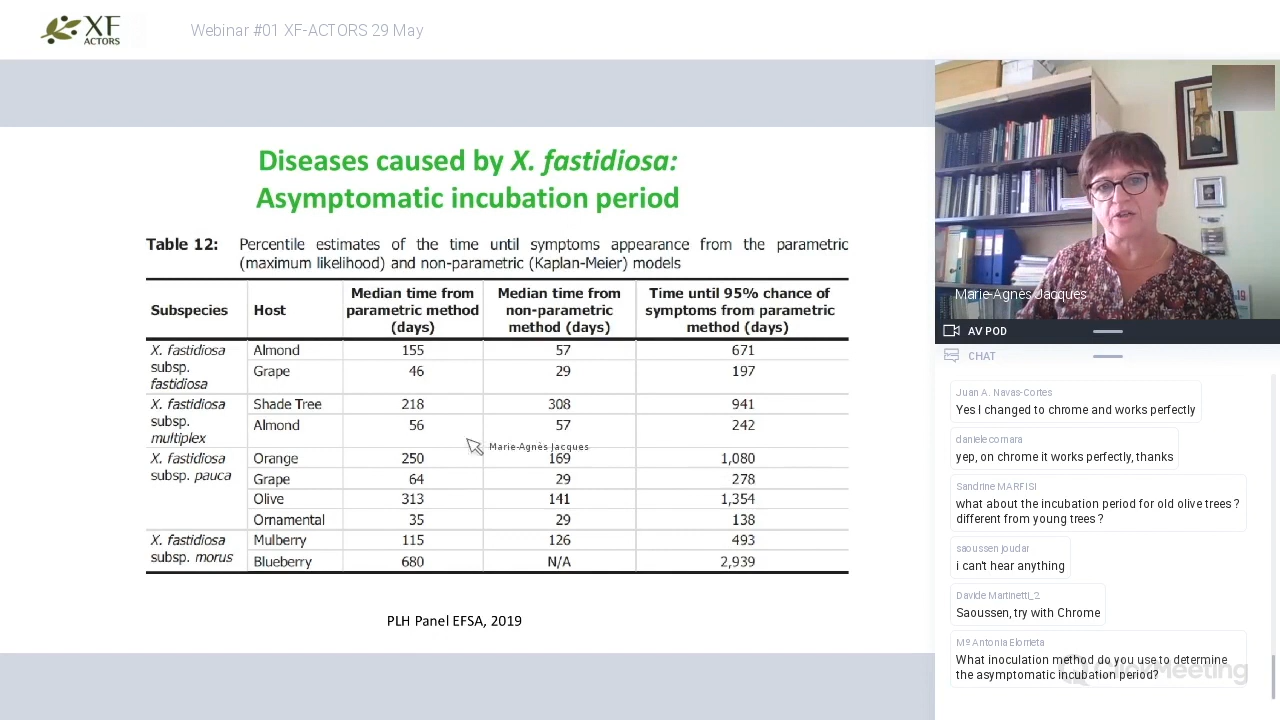 XF
ACTORS
Webinar #01 XF-ACTORS 29 May
Diseases caused by X. fastidiosa:
Asymptomatic incubation period
Table 12: Percentile estimates of the time until symptoms appearance from the parametric
(maximum likelihood) and non-parametric (Kaplan-Meier) models
Subspecies Host Median time from parametric method (days) Median time from non-parametric method (days) Time until 95% chance of symptoms from parametric method (days)
X. fastidiosa subsp. fastidiosa Almond 155 57 671
Grape 46 29 197
X. fastidiosa subsp. multiplex Shade Tree 218 308 941
Almond 56 57 242
Marie-Agnès Jacques
X. fastidiosa subsp. pauca Orange 250 169 1,080
Grape 64 29 278
Olive 313 141 1,354
Ornamental 35 29 138
X. fastidiosa subsp. morus Mulberry 115 126 493
Blueberry 680 N/A 2,939
PLH Panel EFSA, 2019
Marie-Agnès Jacques
19
AV POD
CHAT
Juan A. Navas-Cortes
Yes I changed to chrome and works perfectly
daniele cornara
yep, on chrome it works perfectly, thanks
Sandrine MARFISI
what about the incubation period for old olive trees ?
different from young trees ?
saoussen joudar
i can't hear anything
Davide Martinetti_2
Saoussen, try with Chrome
Mª Antonia Elorrieta
What inoculation method do you use to determine
the asymptomatic incubation period?
ClickMeeting